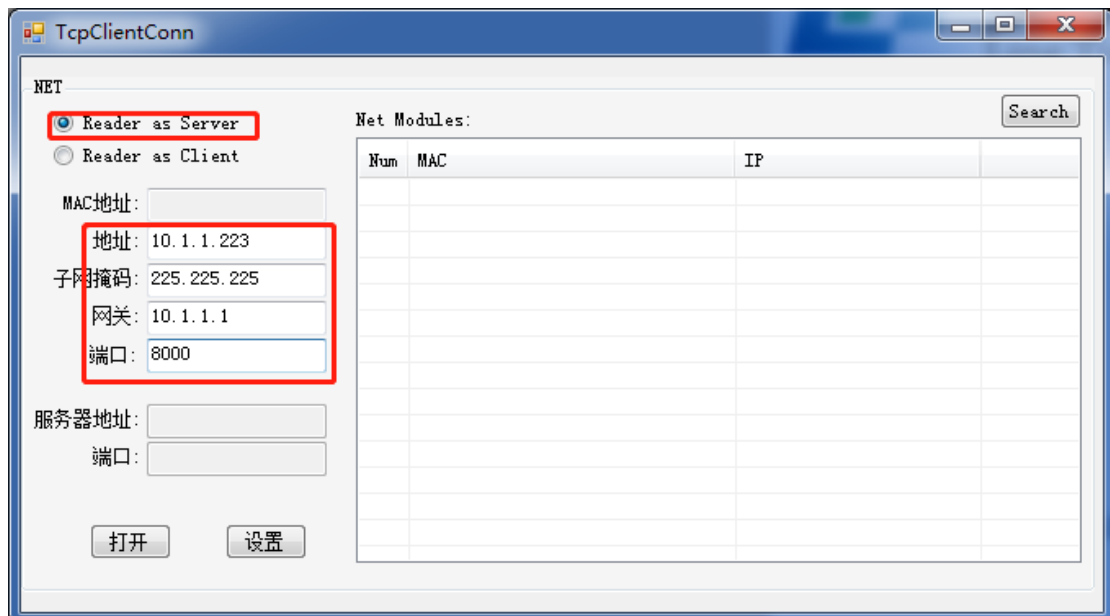 TcpClientConn
NET
Reader as Server
Reader as Client
MAC地址:
地址: 10.1.1.223
子网掩码: 225.225.225
网关: 10.1.1.1
端口: 8000
服务器地址:
端口:
打开 设置
Net Modules:
Search
Num MAC IP